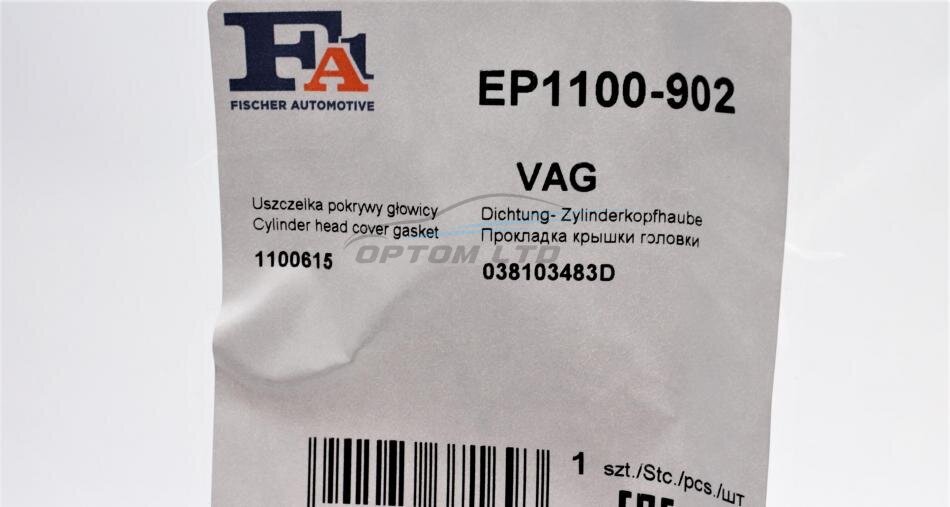 FA1
FISCHER AUTOMOTIVE
EP1100-902
VAG
Uszczelka pokrywy głowicy
Cylinder head cover gasket
1100615
Dichtung- Zylinderkopfhaube
Прокладка крышки головки
038103483D
OPTOM LTD
1 szt./Stc./pcs./шт